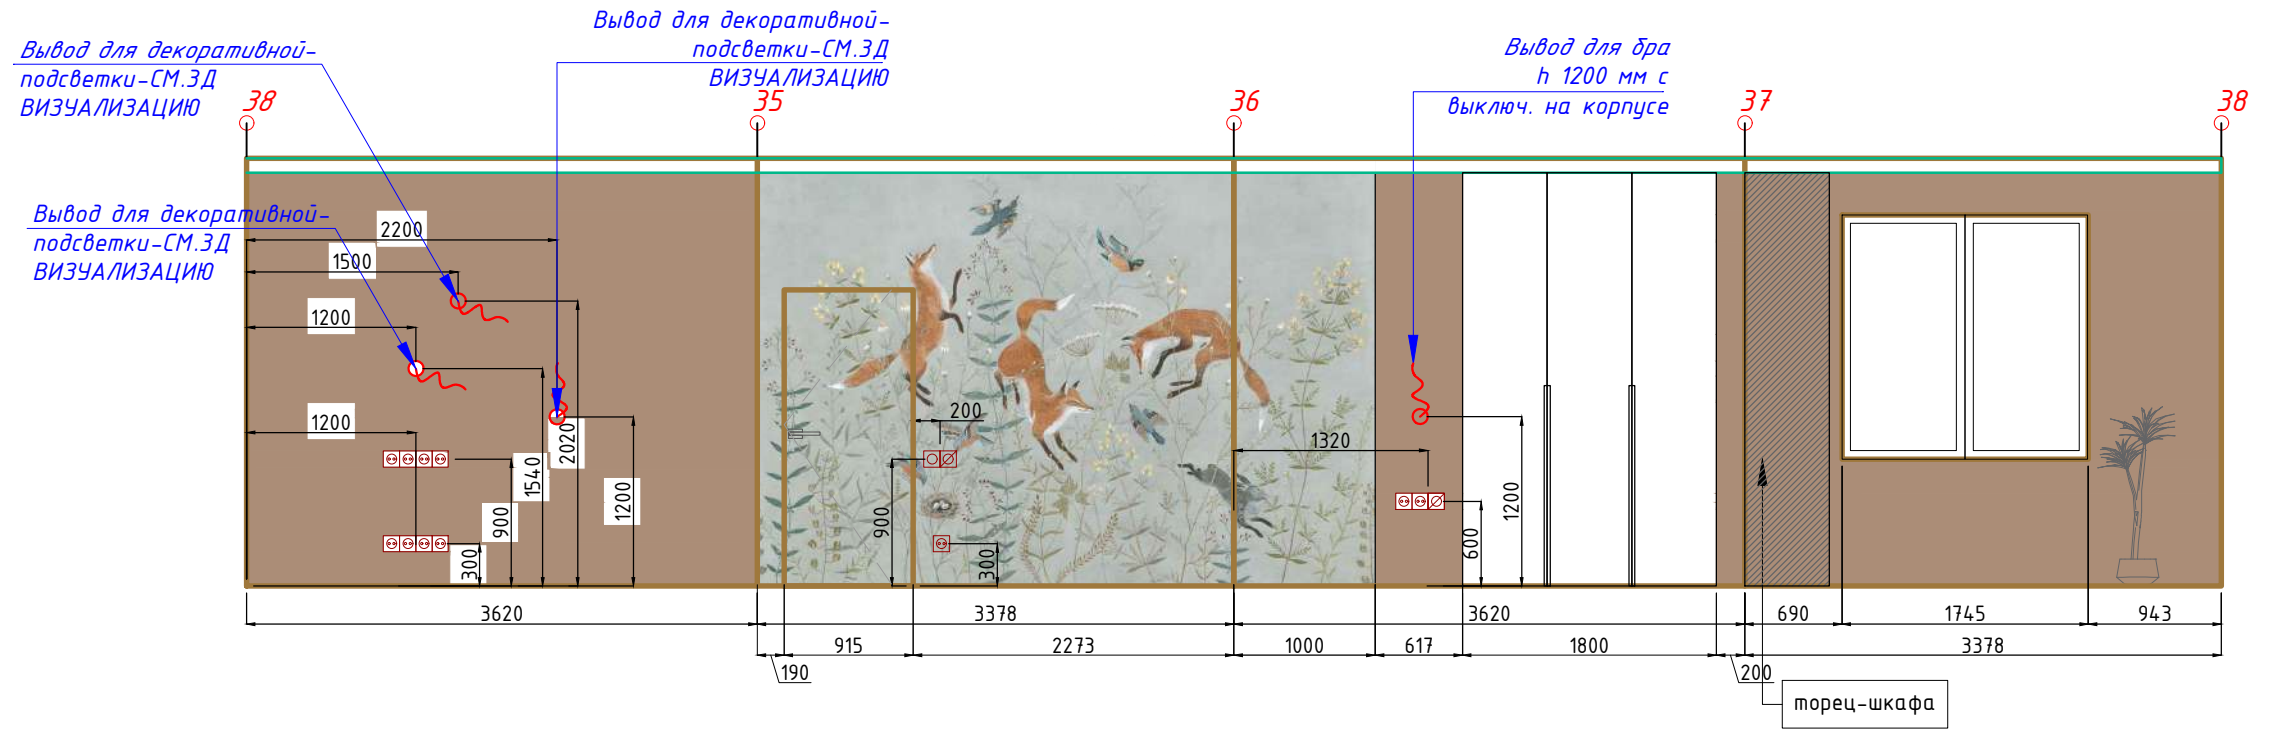 Вывод для декоративной-
подсветки-СМ.3Д
ВИЗУАЛИЗАЦИЮ
Вывод для декоративной-
подсветки-СМ.3Д
ВИЗУАЛИЗАЦИЮ
Вывод для бра
h 1200 мм с
выключ. на корпусе
38
35
36
37
38
Вывод для декоративной-
подсветки-СМ.3Д
ВИЗУАЛИЗАЦИЮ
2200
1500
1200
1200
2020
1540
1200
900
300
200
900
300
1320
1200
600
3620
3378
3620
690
1745
943
915
2273
1000
617
1800
3378
190
200
торец-шкафа